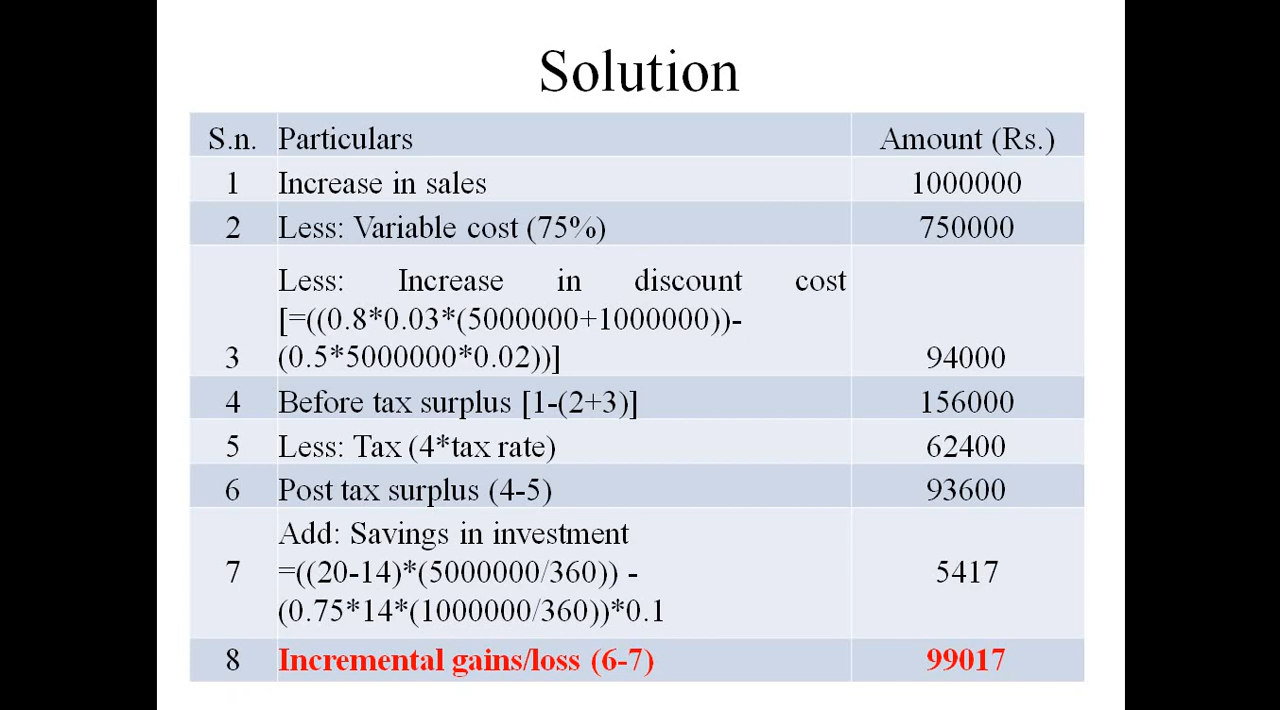 Solution
S.n. Particulars Amount (Rs.)
1 Increase in sales 1000000
2 Less: Variable cost (75%) 750000
Less: Increase in discount cost
[=((0.8*0.03*(5000000+1000000))-
3 (0.5*5000000*0.02))] 94000
4 Before tax surplus [1-(2+3)] 156000
5 Less: Tax (4*tax rate) 62400
6 Post tax surplus (4-5) 93600
Add: Savings in investment
7 =((20-14)*(5000000/360)) - 5417
(0.75*14*(1000000/360))*0.1
8 Incremental gains/loss (6-7) 99017